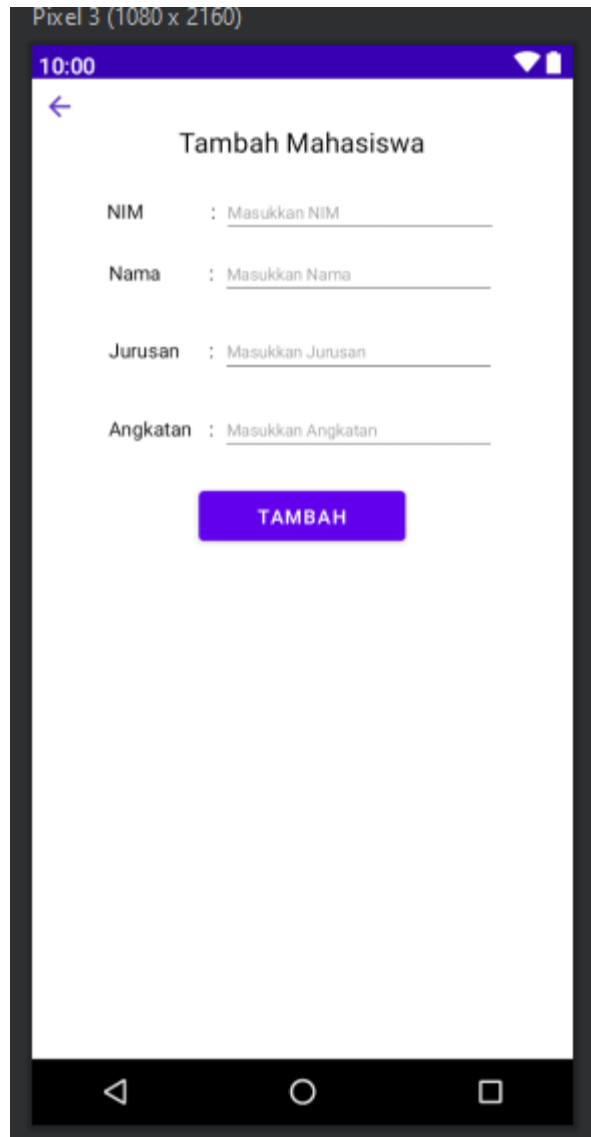 Pixel 3 (1080 x 2160)
10:00
Tambah Mahasiswa
NIM : Masukkan NIM
Nama : Masukkan Nama
Jurusan : Masukkan Jurusan
Angkatan : Masukkan Angkatan
TAMBAH